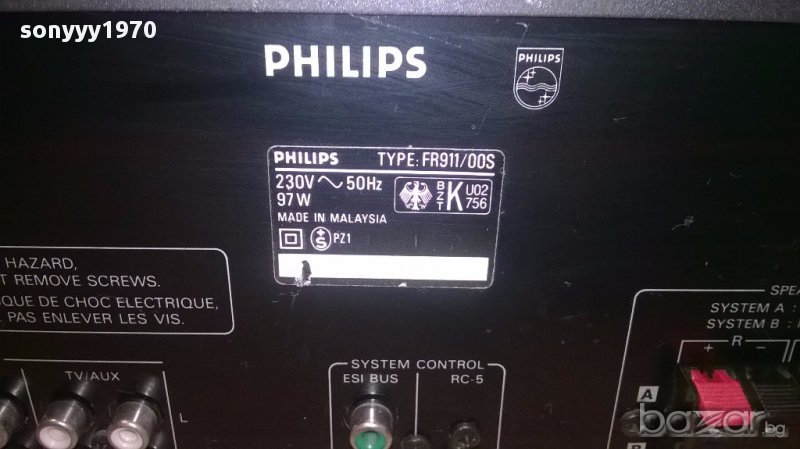 sonyyy1970
PHILIPS
PHILIPS
PHILIPS TYPE: FR911/00S
230V ~ 50Hz
97W
BZT K U02 756
MADE IN MALAYSIA
S PZ1
HAZARD,
REMOVE SCREWS.
QUE DE CHOC ELECTRIQUE,
PAS ENLEVER LES VIS.
TV/AUX
L
SYSTEM CONTROL
ESI BUS RC-5
SPEA
SYSTEM A :
SYSTEM B :
R
+ −
A
B
bazar.bg